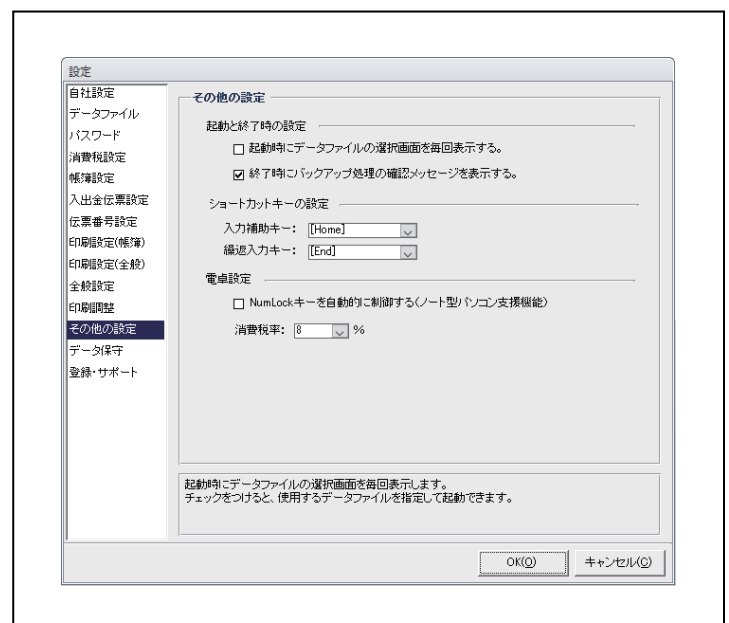 設定
自社設定
データファイル
パスワード
消費税設定
帳簿設定
入出金伝票設定
伝票番号設定
印刷設定(帳簿)
印刷設定(全般)
全般設定
印刷調整
その他の設定
データ保守
登録・サポート
その他の設定
起動と終了時の設定
起動時にデータファイルの選択画面を毎回表示する。
終了時にバックアップ処理の確認メッセージを表示する。
ショートカットキーの設定
入力補助キー: [Home]
繰返入力キー: [End]
電卓設定
NumLockキーを自動的に制御する(ノート型パソコン支援機能)
消費税率: 8 %
起動時にデータファイルの選択画面を毎回表示します。
チェックをつけると、使用するデータファイルを指定して起動できます。
OK(O) キャンセル(C)